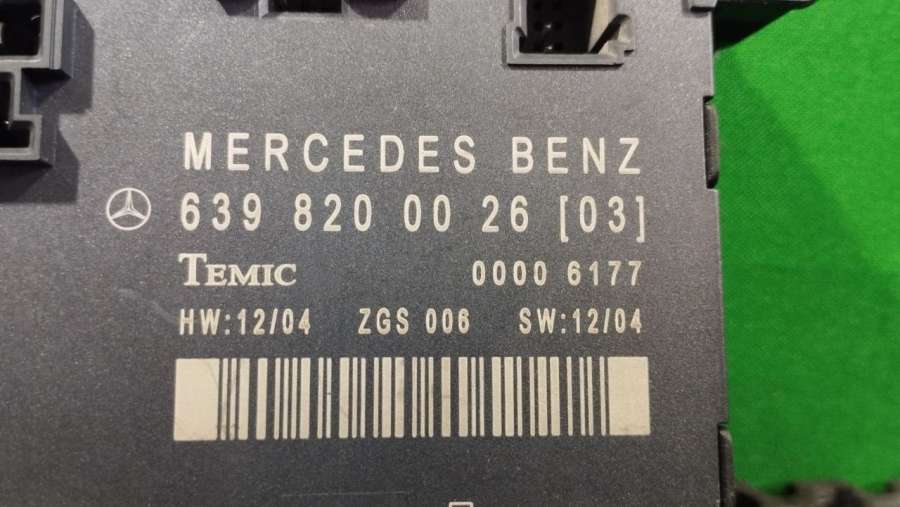 MERCEDES BENZ
639 820 00 26 [03]
TEMIC 0000 6177
HW:12/04 ZGS 006 SW:12/04